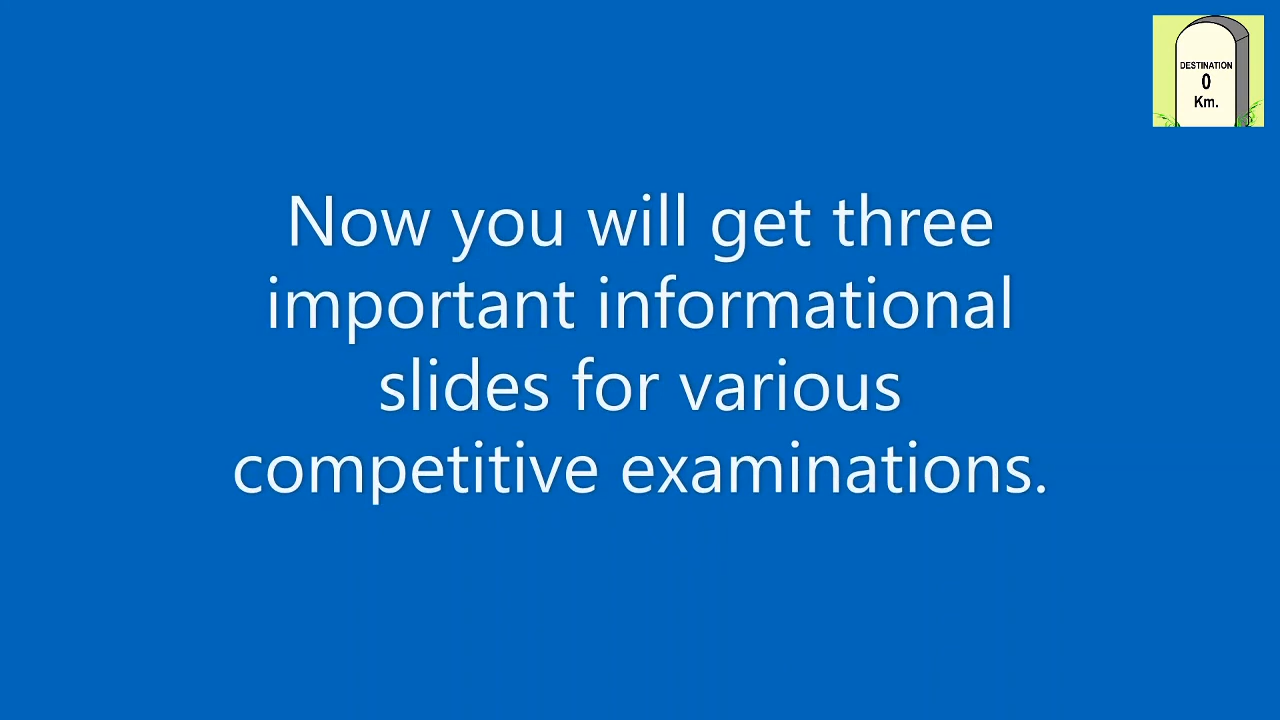 DESTINATION
0
Km.
Now you will get three
important informational
slides for various
competitive examinations.